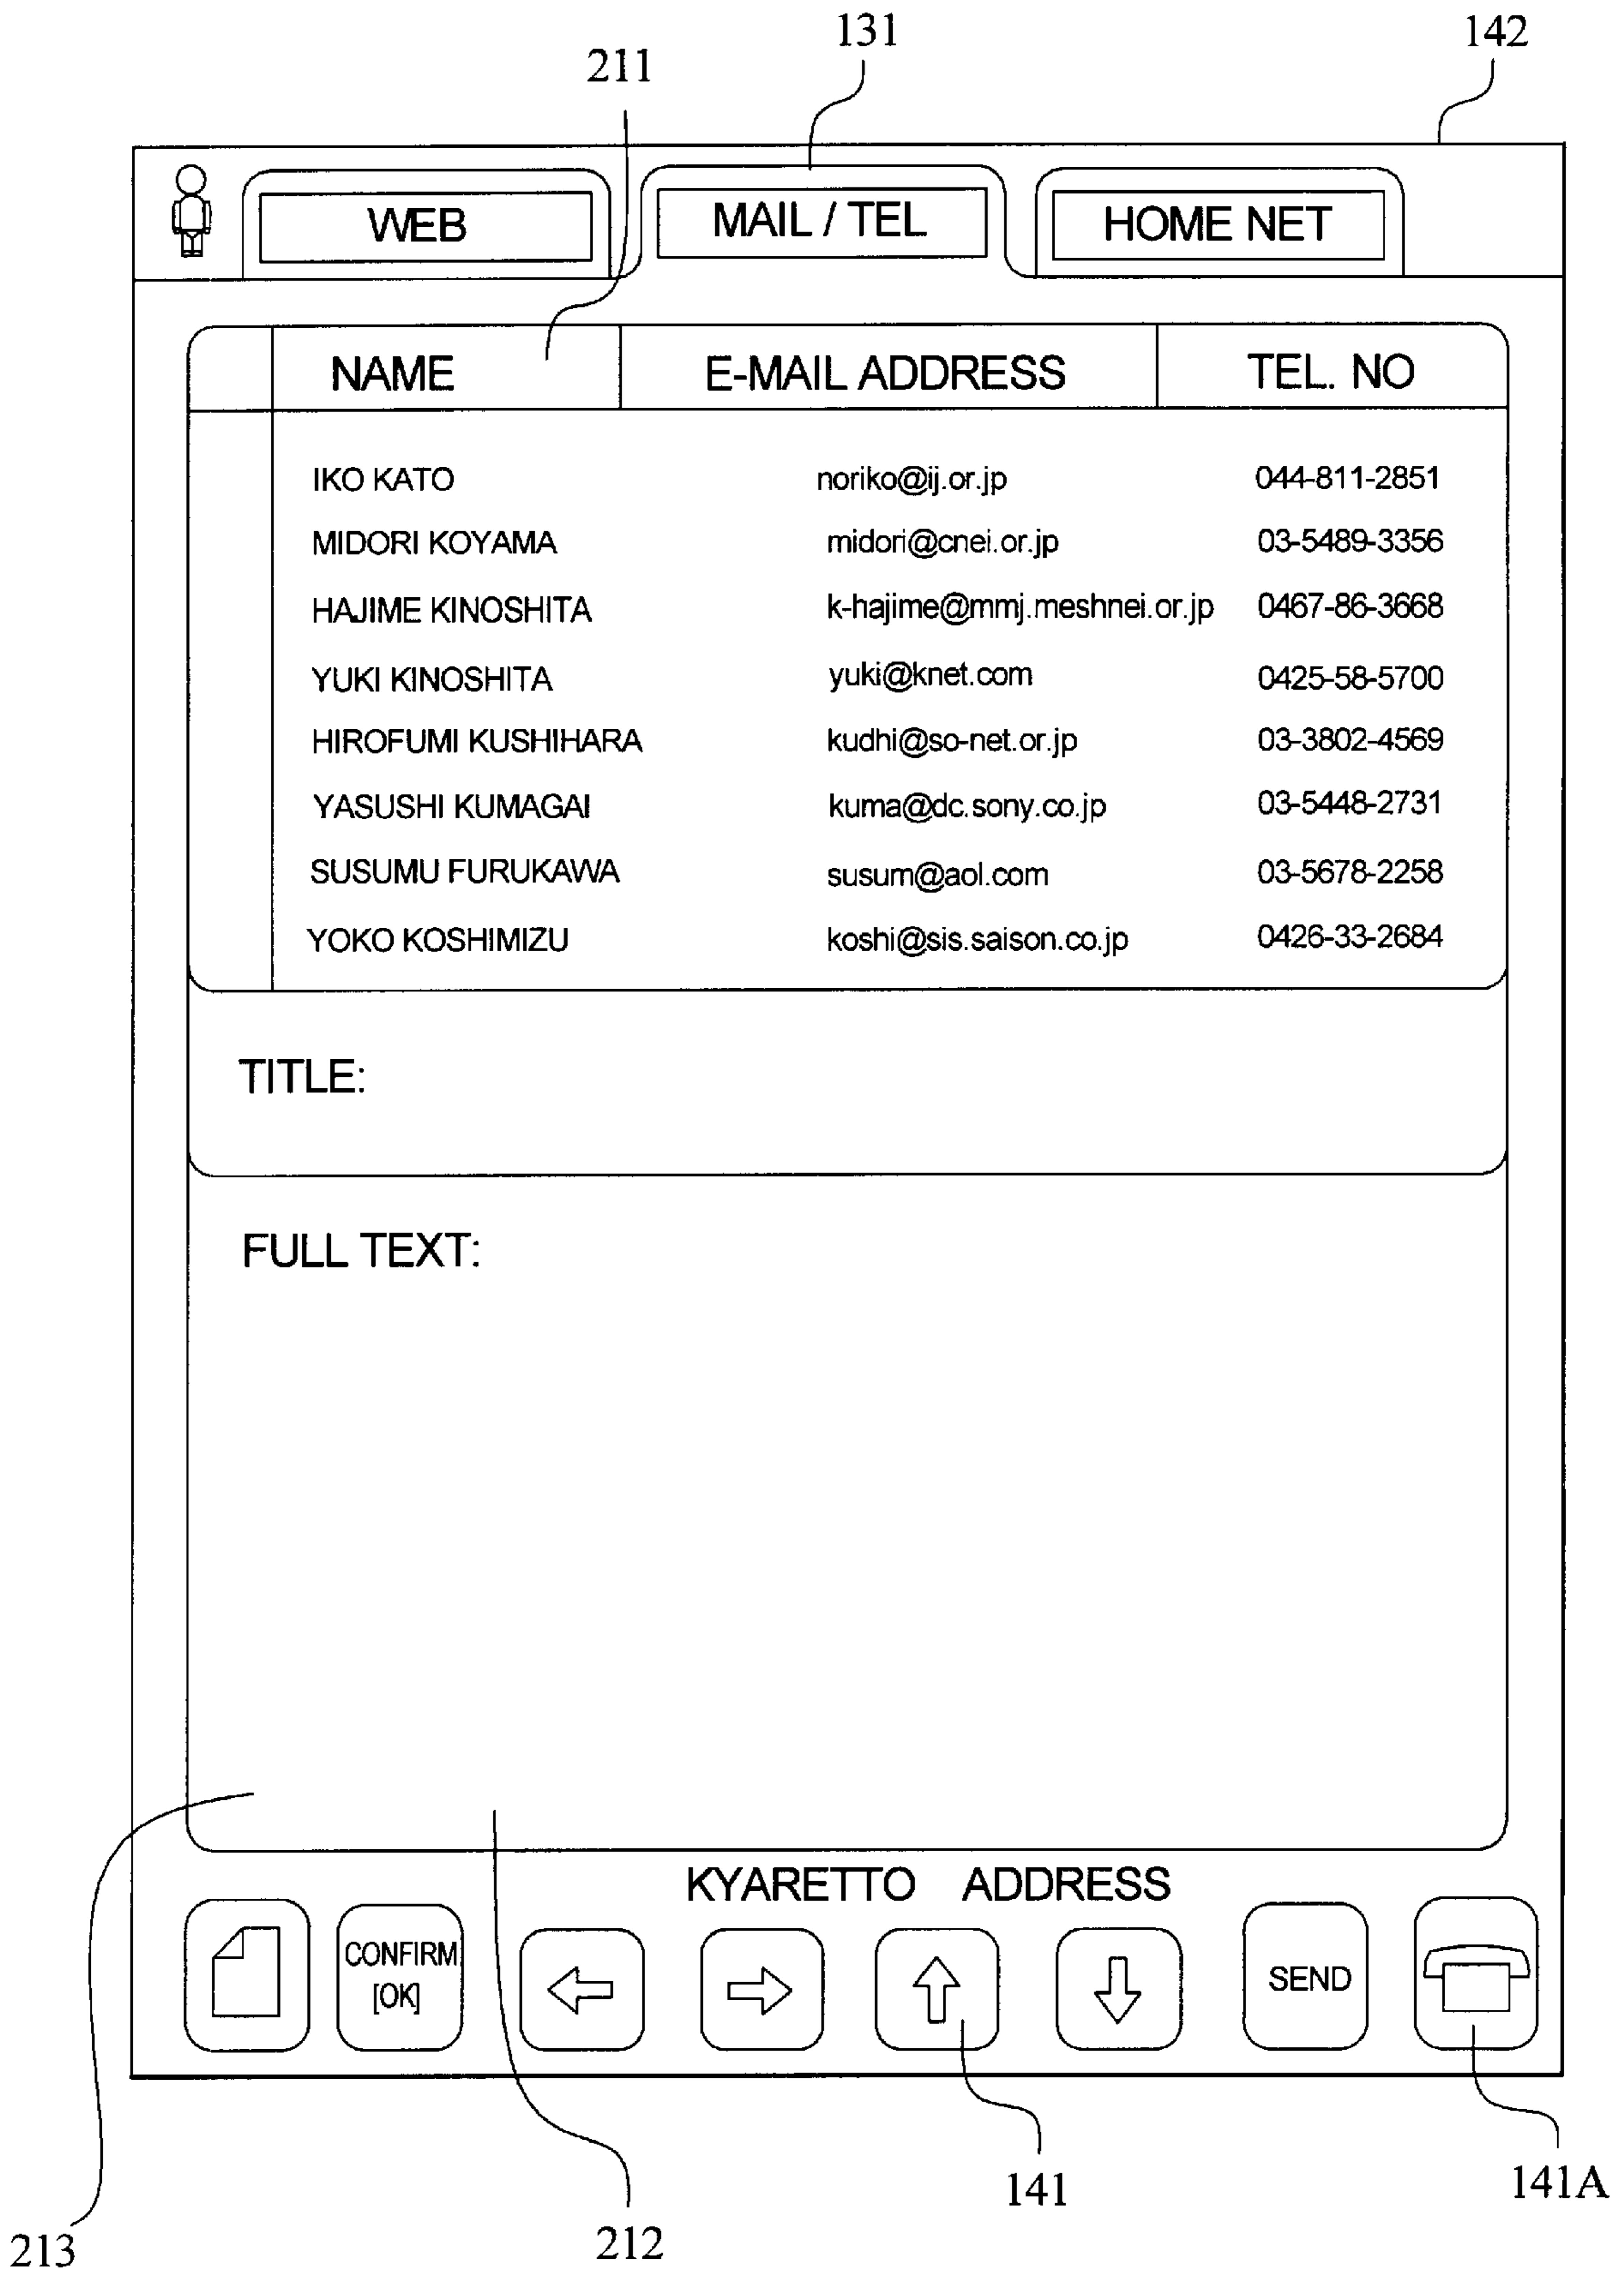 131
142
211
WEB
MAIL / TEL
HOME NET
NAME E-MAIL ADDRESS TEL. NO
IKO KATO noriko@ij.or.jp 044-811-2851
MIDORI KOYAMA midori@cnei.or.jp 03-5489-3356
HAJIME KINOSHITA k-hajime@mmj.meshnei.or.jp 0467-86-3668
YUKI KINOSHITA yuki@knet.com 0425-58-5700
HIROFUMI KUSHIHARA kudhi@so-net.or.jp 03-3802-4569
YASUSHI KUMAGAI kuma@dc.sony.co.jp 03-5448-2731
SUSUMU FURUKAWA susum@aol.com 03-5678-2258
YOKO KOSHIMIZU koshi@sis.saison.co.jp 0426-33-2684
TITLE:
FULL TEXT:
KYARETTO ADDRESS
CONFIRM
[OK]
SEND
141
141A
212
213